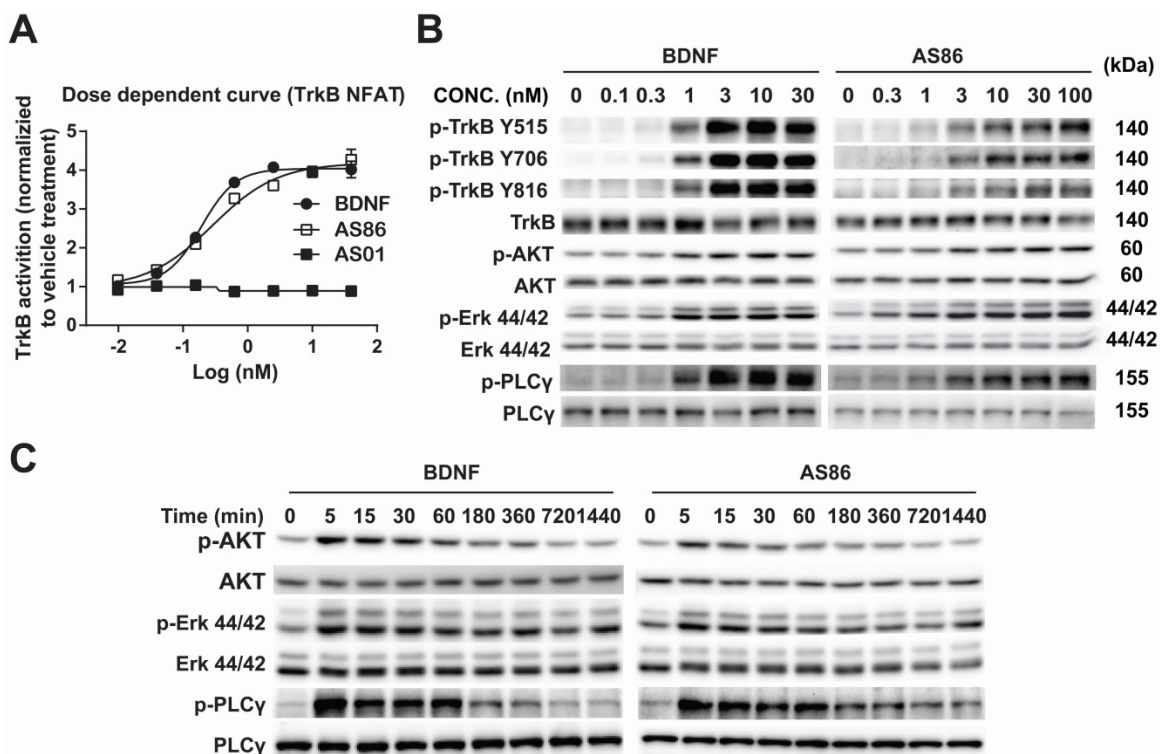 A
Dose dependent curve (TrkB NFAT)
TrkB activation (normalizied
to vehicle treatment)
5
4
3
2
1
0
-2 -1 0 1 2
Log (nM)
BDNF
AS86
AS01
B
BDNF AS86 (kDa)
CONC. (nM) 0 0.1 0.3 1 3 10 30 0 0.3 1 3 10 30 100
p-TrkB Y515 140
p-TrkB Y706 140
p-TrkB Y816 140
TrkB 140
p-AKT 60
AKT 60
p-Erk 44/42 44/42
Erk 44/42 44/42
p-PLCγ 155
PLCγ 155
C
BDNF AS86
Time (min) 0 5 15 30 60 180 360 720 1440 0 5 15 30 60 180 360 720 1440
p-AKT
AKT
p-Erk 44/42
Erk 44/42
p-PLCγ
PLCγ